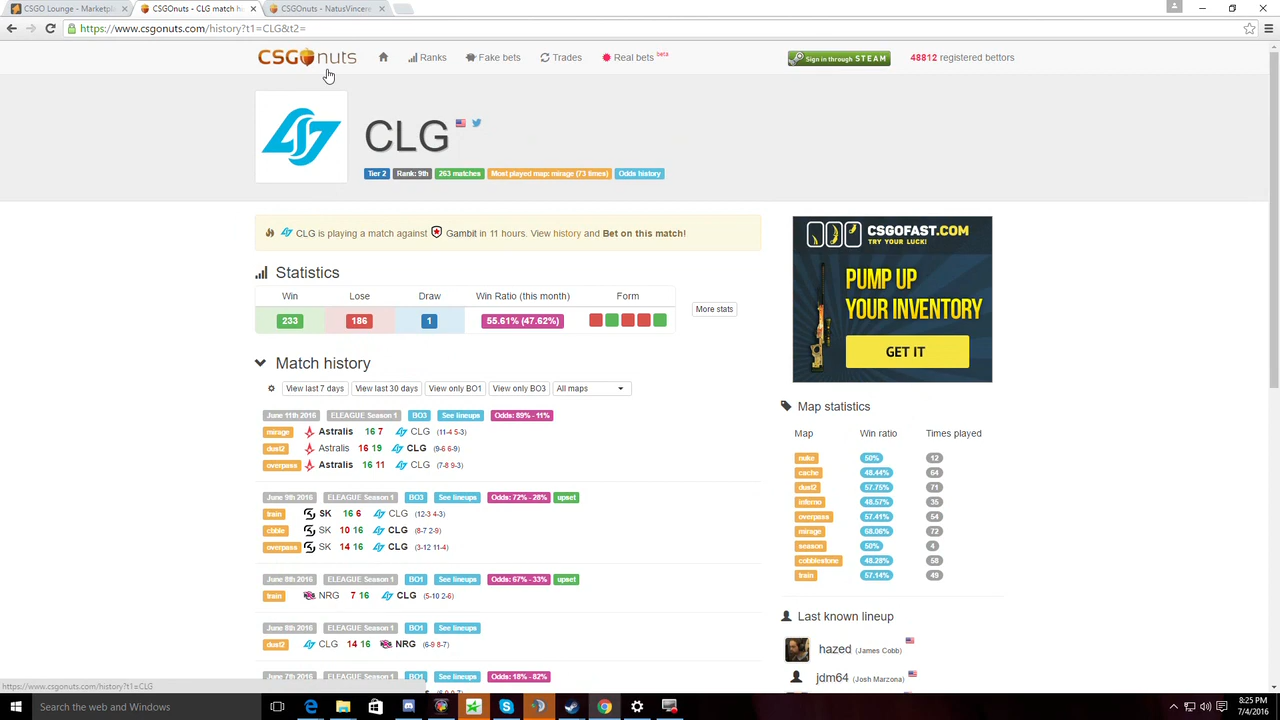 CSGO Lounge - Marketpl
CSGOnuts - CLG match h
CSGOnuts - NatusVincere
https://www.csgonuts.com/history?t1=CLG&t2=
CSGOnuts
Ranks
Fake bets
Trades
Real bets beta
Sign in through STEAM
48812 registered bettors
CLG
Tier 2 Rank: 9th 263 matches Most played map: mirage (73 times) Odds history
CLG is playing a match against Gambit in 11 hours. View history and Bet on this match!
Statistics
Win Lose Draw Win Ratio (this month) Form
233 186 1 55.61% (47.62%)
More stats
Match history
View last 7 days View last 30 days View only BO1 View only BO3 All maps
June 11th 2016 ELEAGUE Season 1 BO3 See lineups Odds: 89% - 11%
mirage Astralis 16 7 CLG (11-4 5-3)
dust2 Astralis 16 19 CLG (9-6 6-9)
overpass Astralis 16 11 CLG (7-8 9-3)
June 9th 2016 ELEAGUE Season 1 BO3 See lineups Odds: 72% - 28% upset
train SK 16 6 CLG (12-3 4-3)
cbble SK 10 16 CLG (8-7 2-9)
overpass SK 14 16 CLG (3-12 11-4)
June 8th 2016 ELEAGUE Season 1 BO1 See lineups Odds: 67% - 33% upset
train NRG 7 16 CLG (5-10 2-6)
June 8th 2016 ELEAGUE Season 1 BO1 See lineups
dust2 CLG 14 16 NRG (6-9 8-7)
June 7th 2016 ELEAGUE Season 1 BO1 See lineups Odds: 18% - 82%
CSGOFAST.COM
TRY YOUR LUCK!
PUMP UP
YOUR INVENTORY
GET IT
Map statistics
Map Win ratio Times played
nuke 50% 12
cache 48.44% 64
dust2 57.75% 71
inferno 48.57% 35
overpass 57.41% 54
mirage 68.06% 72
season 50% 4
cobblestone 48.28% 58
train 57.14% 49
Last known lineup
hazed (James Cobb)
jdm64 (Josh Marzona)
https://www.csgonuts.com/history?t1=CLG
Search the web and Windows
8:25 PM
7/4/2016